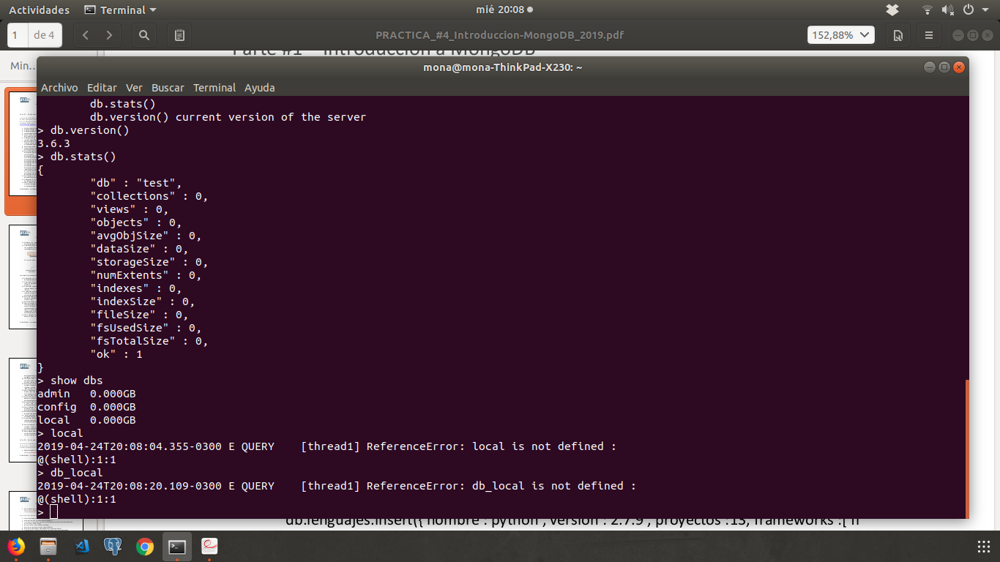 Actividades
Terminal
mié 20:08
1 de 4
PRACTICA_#4_Introduccion-MongoDB_2019.pdf
152,88%
Parte #1 – Introducción a MongoDB
Min...
mona@mona-ThinkPad-X230: ~
Archivo Editar Ver Buscar Terminal Ayuda
db.stats()
db.version() current version of the server
> db.version()
3.6.3
> db.stats()
{
"db" : "test",
"collections" : 0,
"views" : 0,
"objects" : 0,
"avgObjSize" : 0,
"dataSize" : 0,
"storageSize" : 0,
"numExtents" : 0,
"indexes" : 0,
"indexSize" : 0,
"fileSize" : 0,
"fsUsedSize" : 0,
"fsTotalSize" : 0,
"ok" : 1
}
> show dbs
admin 0.000GB
config 0.000GB
local 0.000GB
> local
2019-04-24T20:08:04.355-0300 E QUERY [thread1] ReferenceError: local is not defined :
@(shell):1:1
> db_local
2019-04-24T20:08:20.109-0300 E QUERY [thread1] ReferenceError: db_local is not defined :
@(shell):1:1
>